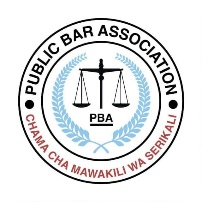 PUBLIC BAR ASSOCIATION
PBA
CHAMA CHA MAWAKILI WA SERIKALI